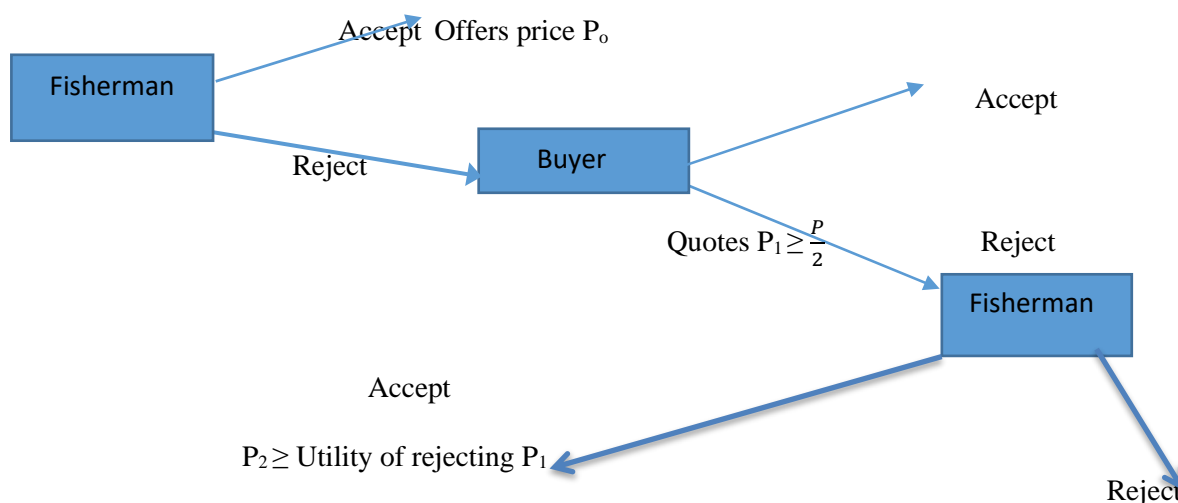 Accept Offers price Pₒ
Fisherman
Accept
Reject
Buyer
Quotes P₁ ≥ P/2
Reject
Fisherman
Accept
P₂ ≥ Utility of rejecting P₁
Reject